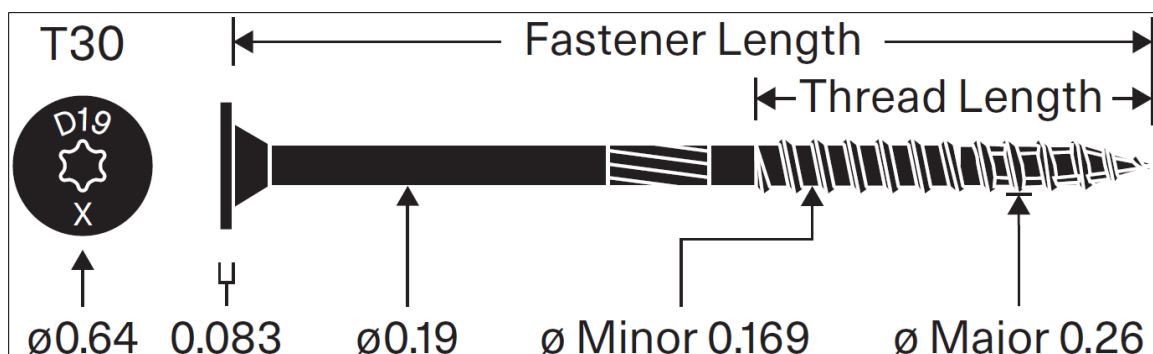 T30
Fastener Length
Thread Length
D19
X
ø0.64
0.083
ø0.19
ø Minor 0.169
ø Major 0.26